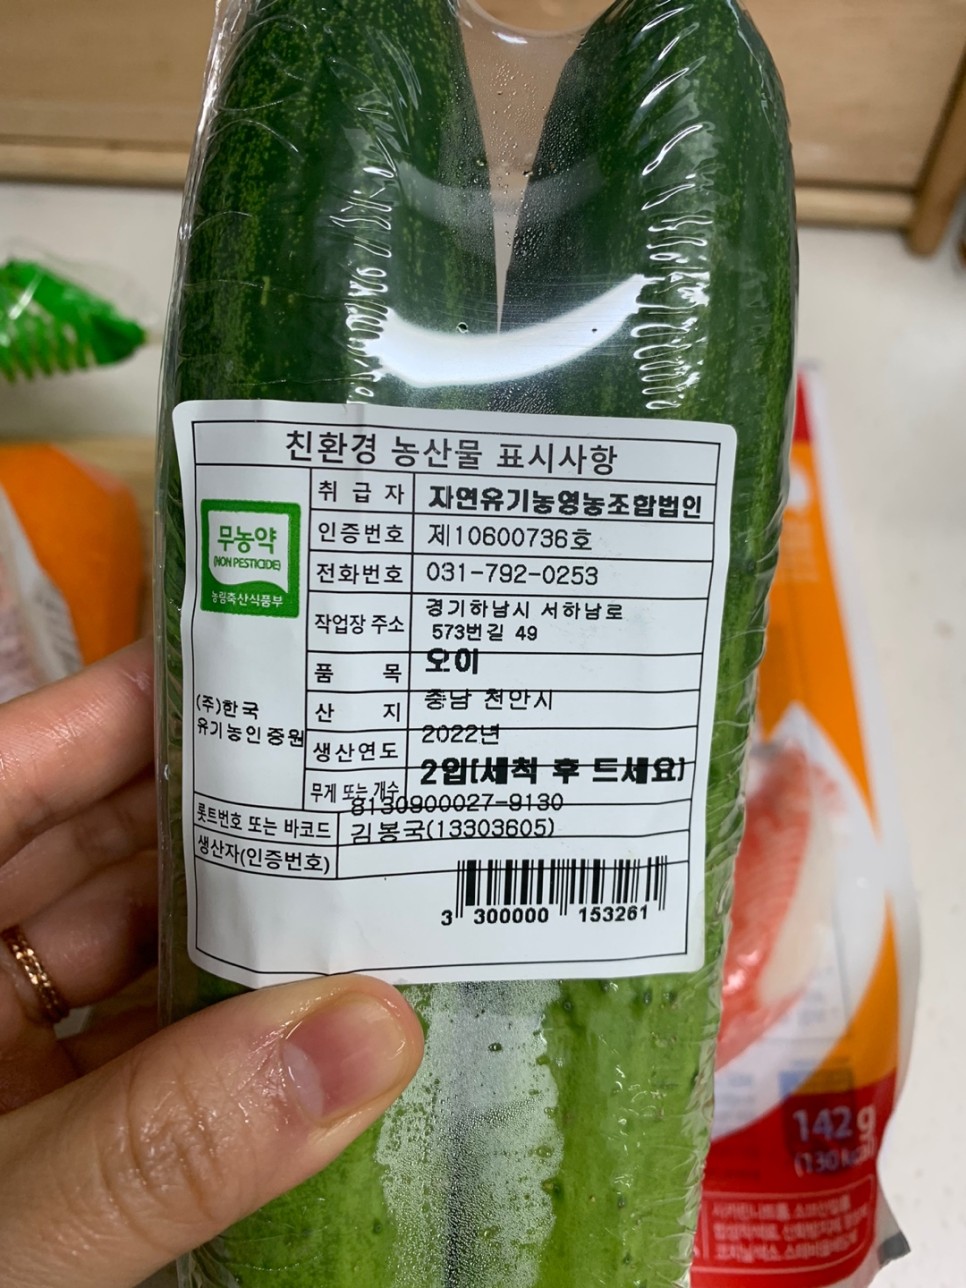 친환경 농산물 표시사항
무농약
(NON PESTICIDE)
농림축산식품부
(주)한국
유기농인증원
취급자 자연유기농영농조합법인
인증번호 제10600736호
전화번호 031-792-0253
작업장 주소 경기하남시 서하남로
573번길 49
품목 오이
산지 충남 천안시
생산연도 2022년
무게 또는 개수 2입(세척 후 드세요)
롯트번호 또는 바코드 8130900027-9130
생산자(인증번호) 김봉국(13303605)
3 300000 153261
142 g